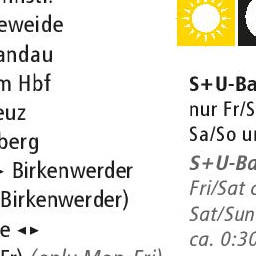 eweide
andau
m Hbf
euz
berg
Birkenwerder
Birkenwerder)
e ◂▸
(only Mon-Fri)
S+U-Ba
nur Fr/S
Sa/So u
S+U-Ba
Fri/Sat
Sat/Sun
ca. 0:30